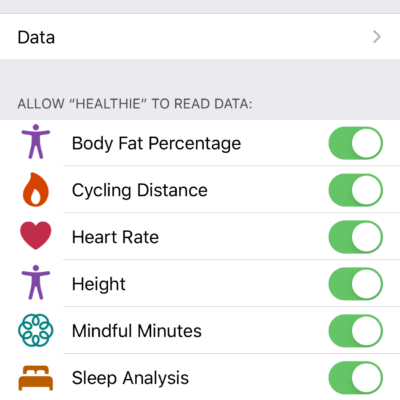 Data
ALLOW “HEALTHIE” TO READ DATA:
Body Fat Percentage
Cycling Distance
Heart Rate
Height
Mindful Minutes
Sleep Analysis